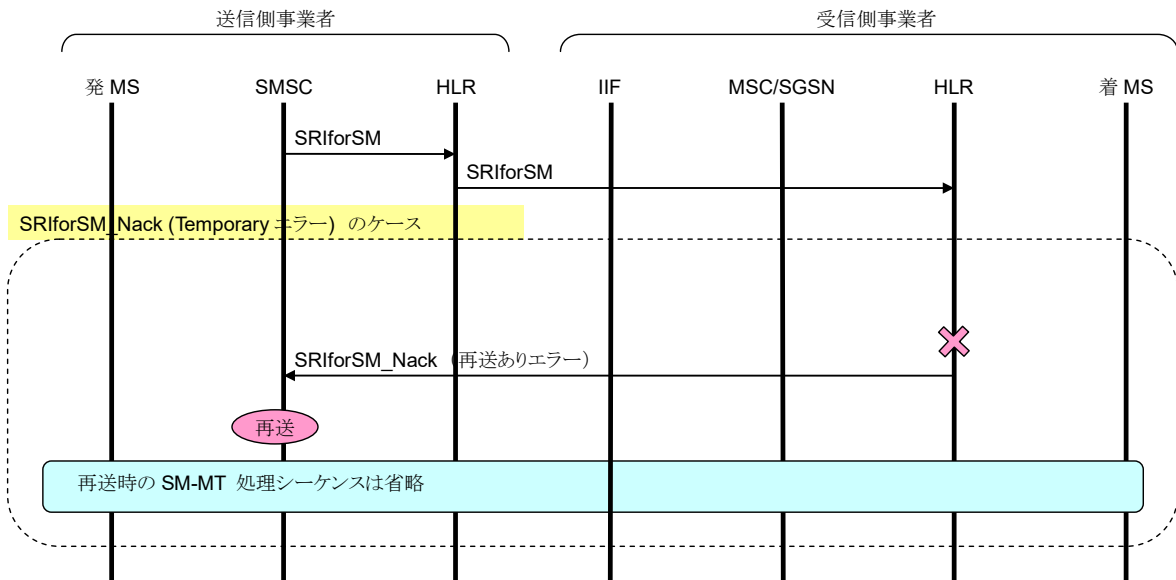 送信側事業者 受信側事業者
発 MS SMSC HLR IIF MSC/SGSN HLR 着 MS
SRIforSM
SRIforSM
SRIforSM_Nack (Temporary エラー) のケース
SRIforSM_Nack （再送ありエラー）
再送
再送時の SM-MT 処理シーケンスは省略